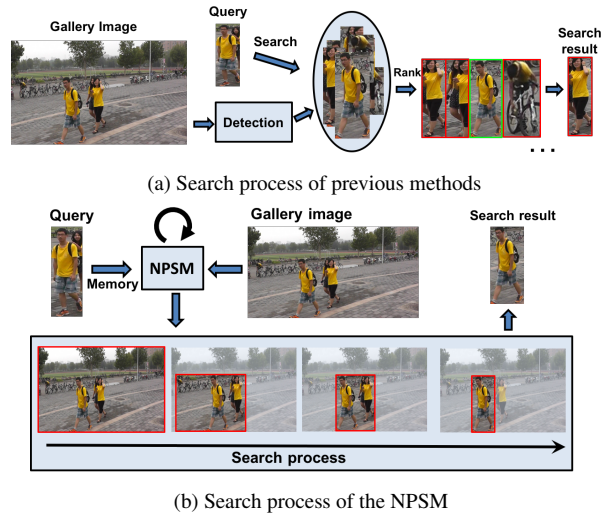 Query
Gallery Image
Search
Search
result
Rank
Detection
...
(a) Search process of previous methods
Query
Gallery image
Search result
NPSM
Memory
Search process
(b) Search process of the NPSM